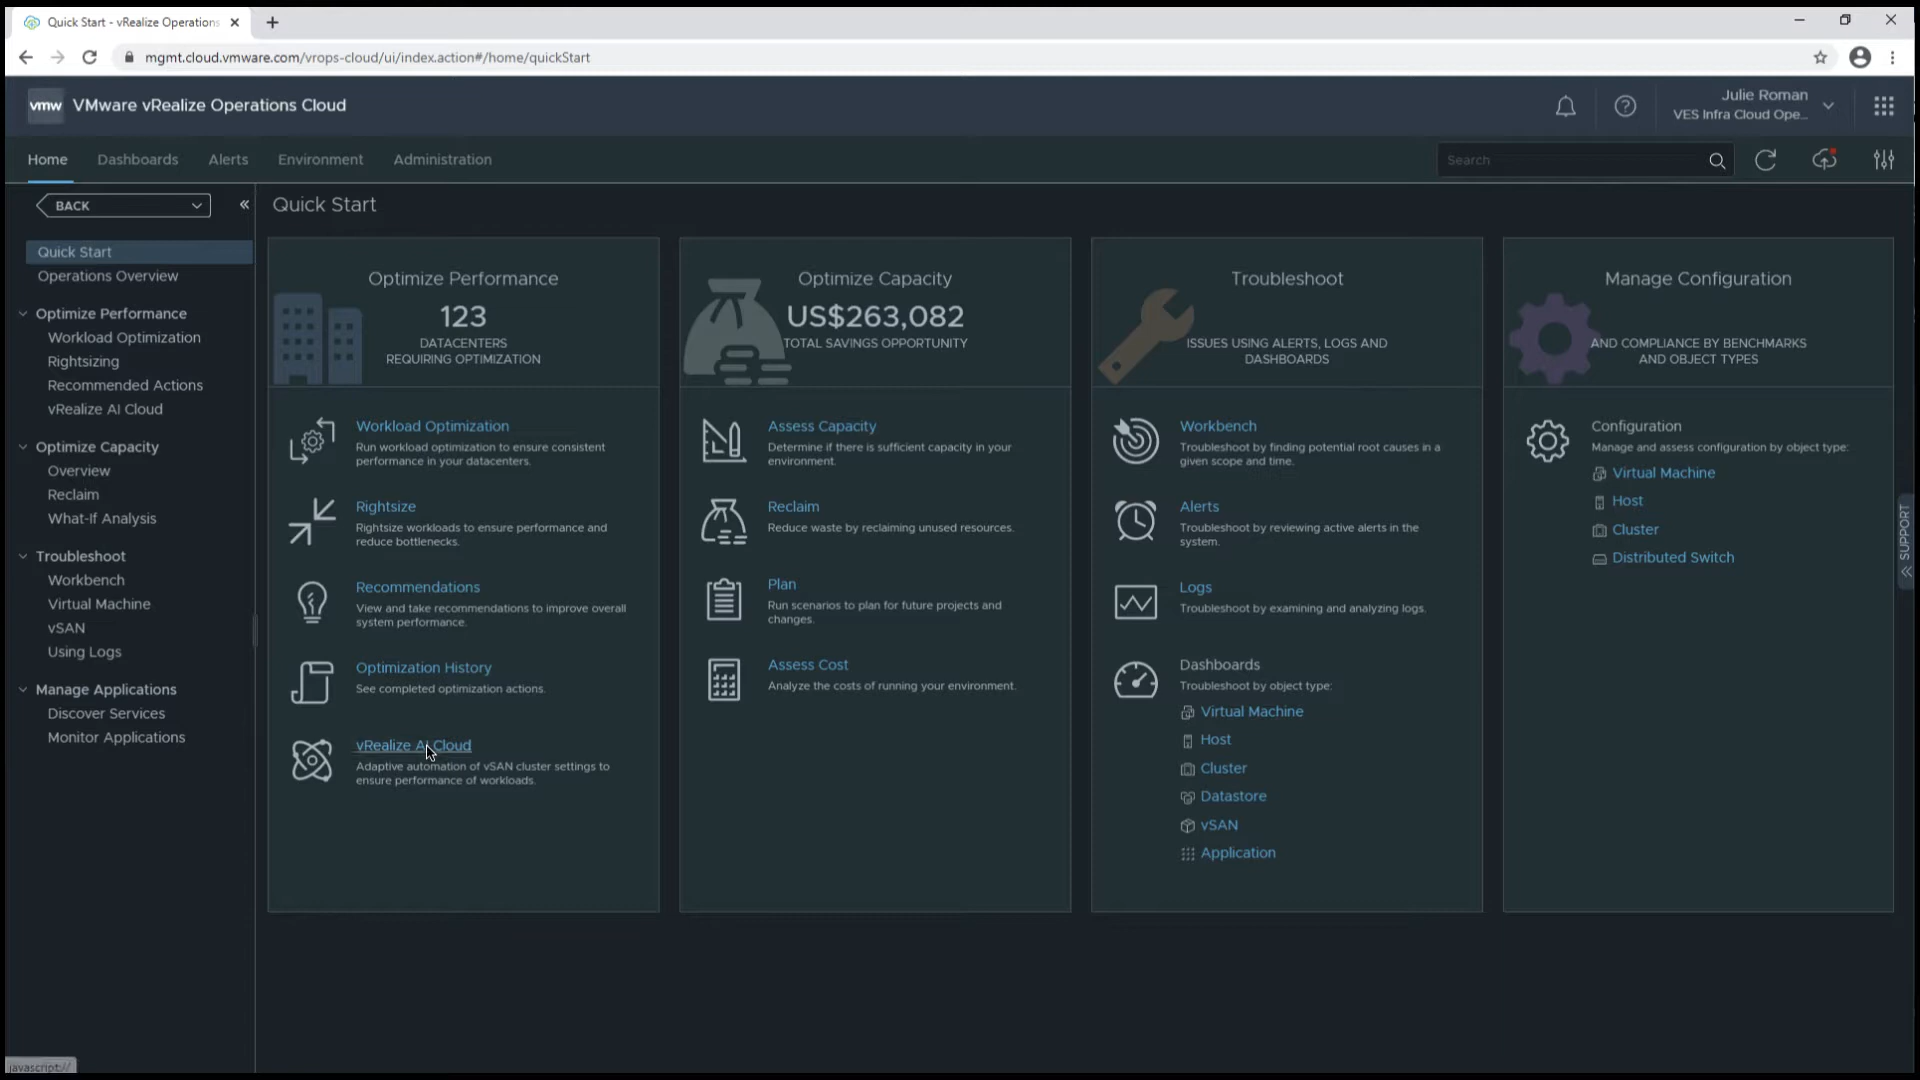 Quick Start - vRealize Operations
mgmt.cloud.vmware.com/vrops-cloud/ui/index.action#/home/quickStart
vmw VMware vRealize Operations Cloud
Julie Roman
VES Infra Cloud Ope...
Home Dashboards Alerts Environment Administration
Search
BACK
Quick Start
Operations Overview
Optimize Performance
Workload Optimization
Rightsizing
Recommended Actions
vRealize AI Cloud
Optimize Capacity
Overview
Reclaim
What-If Analysis
Troubleshoot
Workbench
Virtual Machine
vSAN
Using Logs
Manage Applications
Discover Services
Monitor Applications
Quick Start
Optimize Performance
123
DATACENTERS
REQUIRING OPTIMIZATION
Workload Optimization
Run workload optimization to ensure consistent
performance in your datacenters.
Rightsize
Rightsize workloads to ensure performance and
reduce bottlenecks.
Recommendations
View and take recommendations to improve overall
system performance.
Optimization History
See completed optimization actions.
vRealize AI Cloud
Adaptive automation of vSAN cluster settings to
ensure performance of workloads.
Optimize Capacity
US$263,082
TOTAL SAVINGS OPPORTUNITY
Assess Capacity
Determine if there is sufficient capacity in your
environment.
Reclaim
Reduce waste by reclaiming unused resources.
Plan
Run scenarios to plan for future projects and
changes.
Assess Cost
Analyze the costs of running your environment.
Troubleshoot
ISSUES USING ALERTS, LOGS AND
DASHBOARDS
Workbench
Troubleshoot by finding potential root causes in a
given scope and time.
Alerts
Troubleshoot by reviewing active alerts in the
system.
Logs
Troubleshoot by examining and analyzing logs.
Dashboards
Troubleshoot by object type:
Virtual Machine
Host
Cluster
Datastore
vSAN
Application
Manage Configuration
AND COMPLIANCE BY BENCHMARKS
AND OBJECT TYPES
Configuration
Manage and assess configuration by object type:
Virtual Machine
Host
Cluster
Distributed Switch
SUPPORT
javascript://